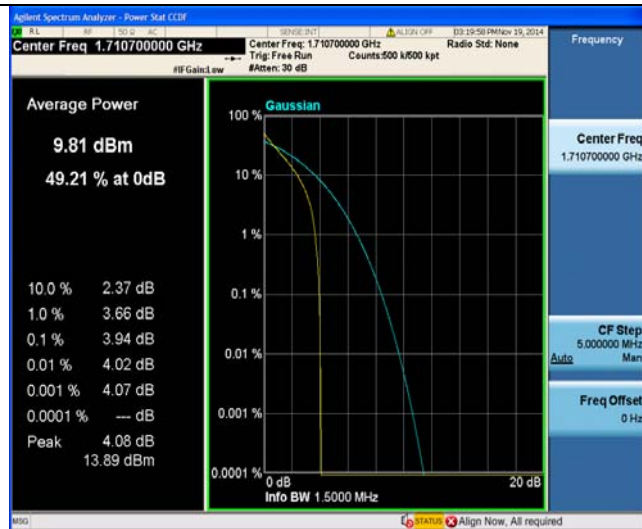 Agilent Spectrum Analyzer - Power Stat CCDF
RL RF 50 Ω AC SENSE:INT ALIGN OFF 03:19:58 PM Nov 19, 2014
Center Freq 1.710700000 GHz
Center Freq: 1.710700000 GHz Radio Std: None
Trig: Free Run Counts:500 k/500 kpt
#IFGain:Low #Atten: 30 dB
Frequency
Average Power
9.81 dBm
49.21 % at 0dB
10.0 % 2.37 dB
1.0 % 3.66 dB
0.1 % 3.94 dB
0.01 % 4.02 dB
0.001 % 4.07 dB
0.0001 % --- dB
Peak 4.08 dB
13.89 dBm
Gaussian
100 %
10 %
1 %
0.1 %
0.01 %
0.001 %
0.0001 %
0 dB 20 dB
Info BW 1.5000 MHz
Center Freq
1.710700000 GHz
CF Step
5.000000 MHz
Auto Man
Freq Offset
0 Hz
MSG STATUS Align Now, All required